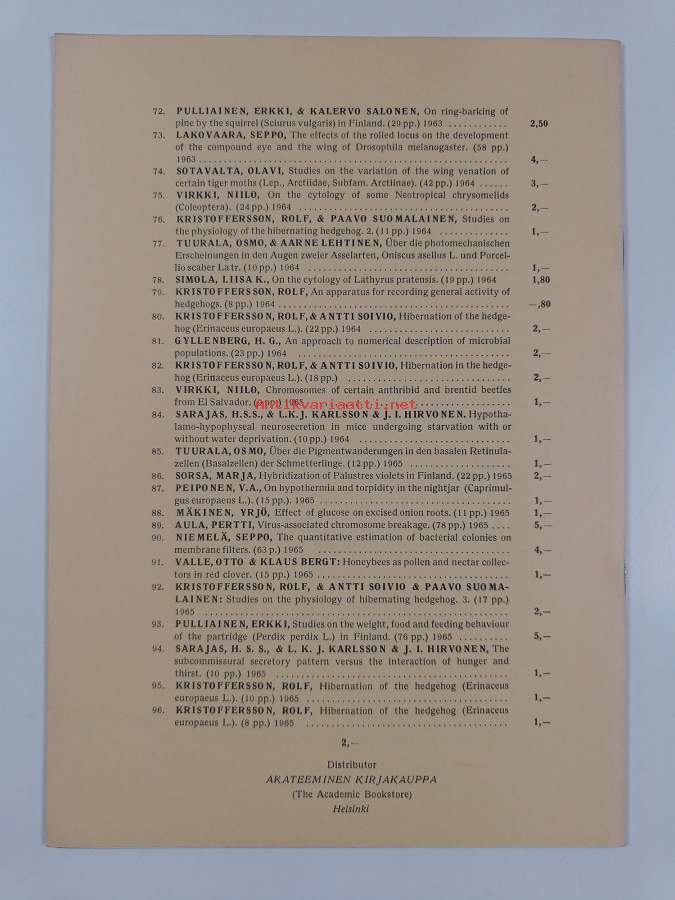 72. PULLIAINEN, ERKKI, & KALERVO SALONEN, On ring-barking of
pine by the squirrel (Sciurus vulgaris) in Finland. (29 pp.) 1963 ............ 2,50
73. LAKOVAARA, SEPPO, The effects of the rolled locus on the development
of the compound eye and the wing of Drosophila melanogaster. (58 pp.)
1963 ........................................................ 4,—
74. SOTAVALTA, OLAVI, Studies on the variation of the wing venation of
certain tiger moths (Lep., Arctiidae, Subfam. Arctiinae). (42 pp.) 1964 ...... 3,—
75. VIRKKI, NIILO, On the cytology of some Neotropical chrysomelids
(Coleoptera). (24 pp.) 1964 ...................................... 2,—
76. KRISTOFFERSSON, ROLF, & PAAVO SUOMALAINEN, Studies on
the physiology of the hibernating hedgehog. 2. (11 pp.) 1964 .............. 1,—
77. TUURALA, OSMO, & AARNE LEHTINEN, Über die photomechanischen
Erscheinungen in den Augen zweier Asselarten, Oniscus asellus L. und Porcel-
lio scaber Latr. (10 pp.) 1964 .................................... 1,—
78. SIMOLA, LIISA K., On the cytology of Lathyrus pratensis. (19 pp.) 1964 1,80
79. KRISTOFFERSSON, ROLF, An apparatus for recording general activity of
hedgehogs. (8 pp.) 1964 .......................................... —,80
80. KRISTOFFERSSON, ROLF, & ANTTI SOIVIO, Hibernation of the hedge-
hog (Erinaceus europaeus L.). (22 pp.) 1964 ........................ 2,—
81. GYLLENBERG, H. G., An approach to numerical description of microbial
populations. (23 pp.) 1964 ...................................... 2,—
82. KRISTOFFERSSON, ROLF, & ANTTI SOIVIO, Hibernation in the hedge-
hog (Erinaceus europaeus L.). (18 pp.) ............................ 2,—
83. VIRKKI, NIILO, Chromosomes of certain anthribid and brentid beetles
from El Salvador. (9 pp.) 1965 .................................... 1,—
Antikvariaatti.net
84. SARAJAS, H.S.S., & L.K.J. KARLSSON & J. I. HIRVONEN. Hypotha-
lamo-hypophyseal neurosecretion in mice undergoing starvation with or
without water deprivation. (10 pp.) 1964 .......................... 1,—
85. TUURALA, OSMO, Über die Pigmentwanderungen in den basalen Retinula-
zellen (Basalzellen) der Schmetterlinge. (12 pp.) 1965 .................. 1,—
86. SORSA, MARJA, Hybridization of Palustres violets in Finland. (22 pp.) 1965 2,—
87. PEIPONEN, V.A., On hypothermia and torpidity in the nightjar (Caprimul-
gus europaeus L.). (15 pp.). 1965 .................................. 1,—
88. MÄKINEN, YRJÖ, Effect of glucose on excised onion roots. (11 pp.) 1965 1,—
89. AULA, PERTTI, Virus-associated chromosome breakage. (78 pp.) 1965 .... 5,—
90. NIEMELÄ, SEPPO, The quantitative estimation of bacterial colonies on
membrane filters. (63 p.) 1965 .................................. 4,—
91. VALLE, OTTO & KLAUS BERGT: Honeybees as pollen and nectar collec-
tors in red clover. (15 pp.) 1965 .................................. 1,—
92. KRISTOFFERSSON, ROLF, & ANTTI SOIVIO & PAAVO SUOMA-
LAINEN: Studies on the physiology of hibernating hedgehog. 3. (17 pp.)
1965 ........................................................ 2,—
93. PULLIAINEN, ERKKI, Studies on the weight, food and feeding behaviour
of the partridge (Perdix perdix L.) in Finland. (76 pp.) 1965 .......... 5,—
94. SARAJAS, H. S. S., & L. K. J. KARLSSON & J. I. HIRVONEN, The
subcommissural secretory pattern versus the interaction of hunger and
thirst. (10 pp.) 1965 .......................................... 1,—
95. KRISTOFFERSSON, ROLF, Hibernation of the hedgehog (Erinaceus
europaeus L.). (10 pp.) 1965 .................................... 1,—
96. KRISTOFFERSSON, ROLF, Hibernation of the hedgehog (Erinaceus
europaeus L.). (8 pp.) 1965 .................................... 1,—
2,—
Distributor
AKATEEMINEN KIRJAKAUPPA
(The Academic Bookstore)
Helsinki